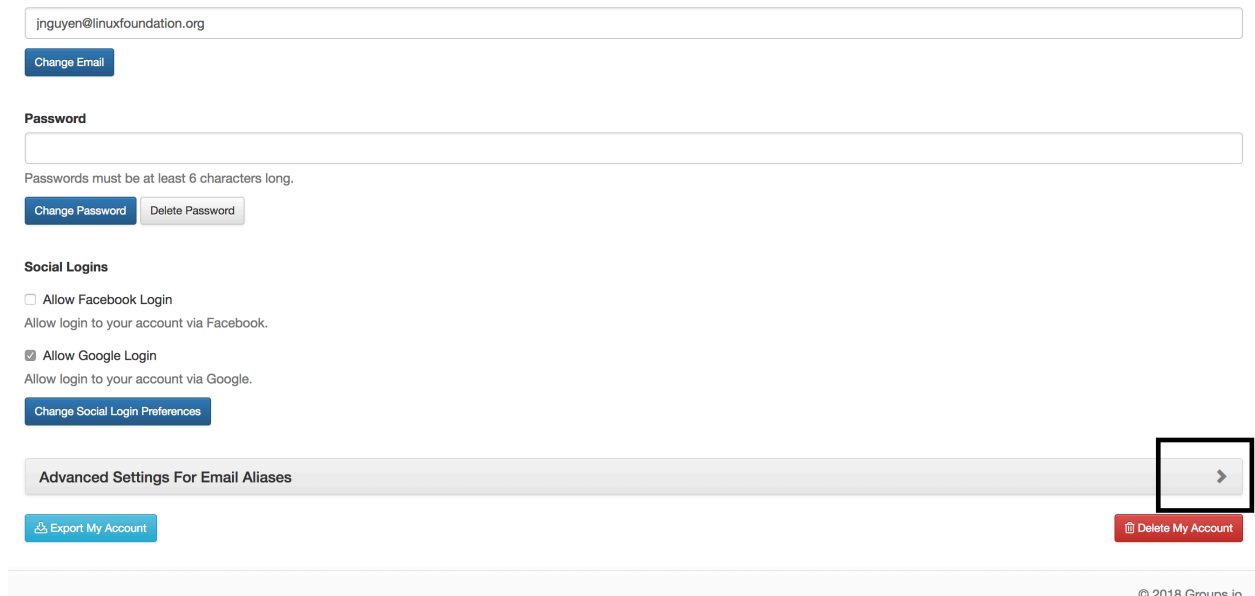 jnguyen@linuxfoundation.org
Change Email
Password
Passwords must be at least 6 characters long.
Change Password Delete Password
Social Logins
Allow Facebook Login
Allow login to your account via Facebook.
Allow Google Login
Allow login to your account via Google.
Change Social Login Preferences
Advanced Settings For Email Aliases
Export My Account Delete My Account
© 2018 Groups.io